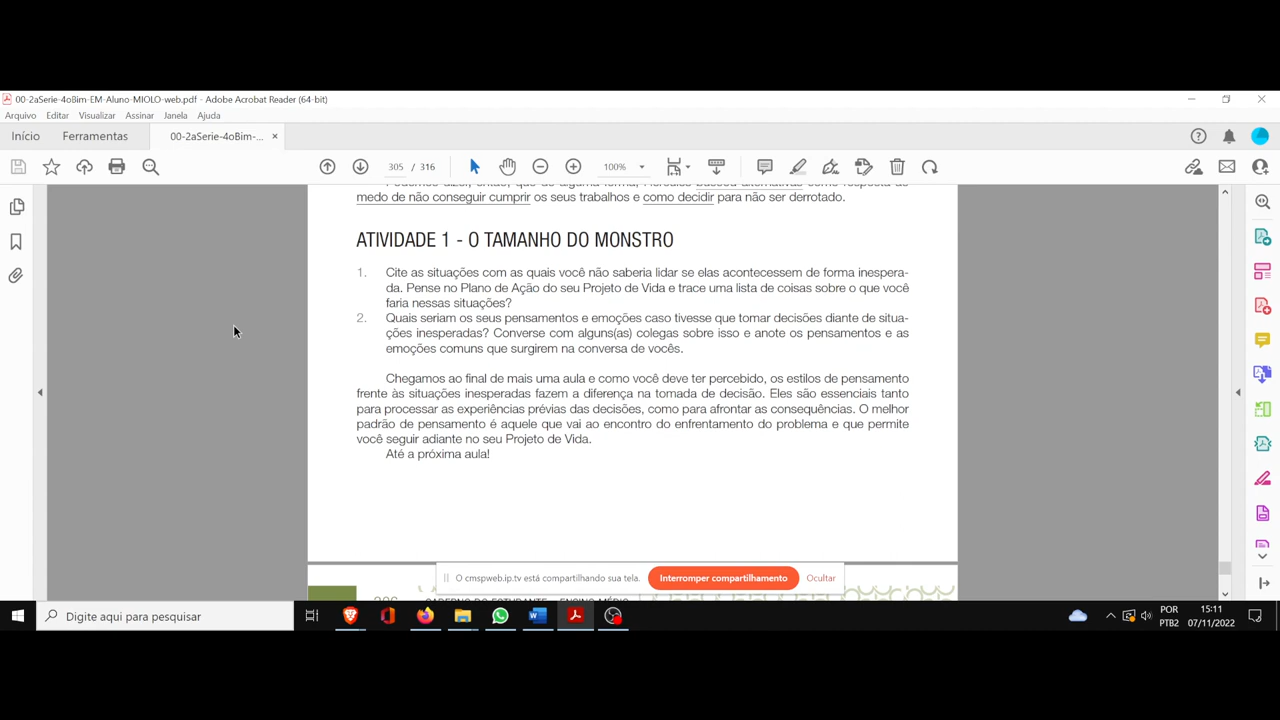 00-2aSerie-4oBim-EM-Aluno-MIOLO-web.pdf - Adobe Acrobat Reader (64-bit)
Arquivo Editar Visualizar Assinar Janela Ajuda
Início Ferramentas 00-2aSerie-4oBim-... ×
305 / 316 100%
medo de não conseguir cumprir os seus trabalhos e como decidir para não ser derrotado.
ATIVIDADE 1 - O TAMANHO DO MONSTRO
1. Cite as situações com as quais você não saberia lidar se elas acontecessem de forma inespera-
da. Pense no Plano de Ação do seu Projeto de Vida e trace uma lista de coisas sobre o que você
faria nessas situações?
2. Quais seriam os seus pensamentos e emoções caso tivesse que tomar decisões diante de situa-
ções inesperadas? Converse com alguns(as) colegas sobre isso e anote os pensamentos e as
emoções comuns que surgirem na conversa de vocês.
Chegamos ao final de mais uma aula e como você deve ter percebido, os estilos de pensamento
frente às situações inesperadas fazem a diferença na tomada de decisão. Eles são essenciais tanto
para processar as experiências prévias das decisões, como para afrontar as consequências. O melhor
padrão de pensamento é aquele que vai ao encontro do enfrentamento do problema e que permite
você seguir adiante no seu Projeto de Vida.
Até a próxima aula!
O cmspweb.ip.tv está compartilhando sua tela. Interromper compartilhamento Ocultar
Digite aqui para pesquisar
POR 15:11
PTB2 07/11/2022